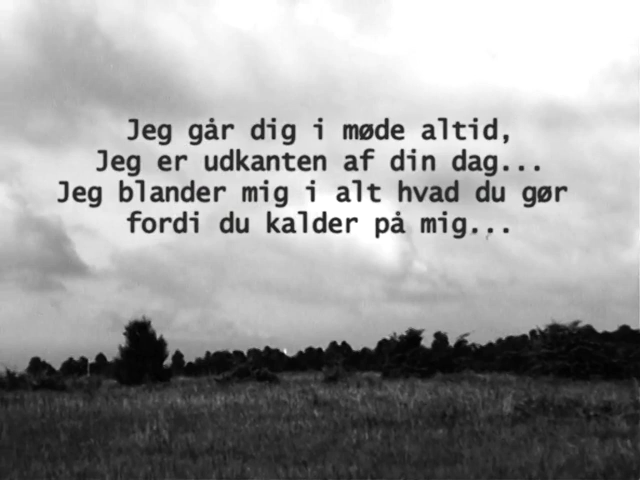 Jeg går dig i møde altid,
Jeg er udkanten af din dag...
Jeg blander mig i alt hvad du gør
fordi du kalder på mig...